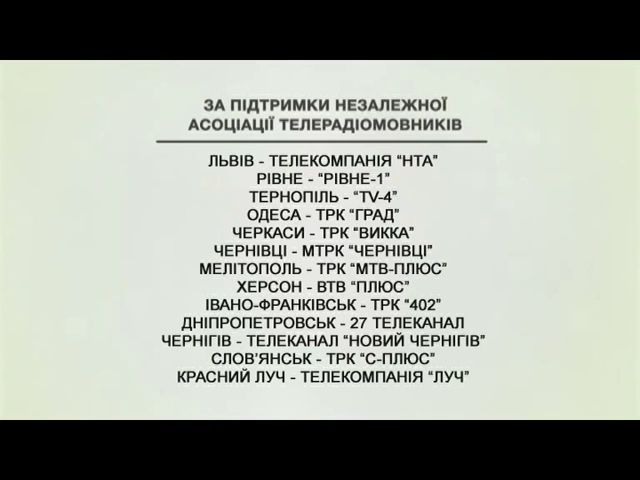 ЗА ПІДТРИМКИ НЕЗАЛЕЖНОЇ
АСОЦІАЦІЇ ТЕЛЕРАДІОМОВНИКІВ
ЛЬВІВ - ТЕЛЕКОМПАНІЯ “НТА”
РІВНЕ - “РІВНЕ-1”
ТЕРНОПІЛЬ - “TV-4”
ОДЕСА - ТРК “ГРАД”
ЧЕРКАСИ - ТРК “ВИККА”
ЧЕРНІВЦІ - МТРК “ЧЕРНІВЦІ”
МЕЛІТОПОЛЬ - ТРК “МТВ-ПЛЮС”
ХЕРСОН - ВТВ “ПЛЮС”
ІВАНО-ФРАНКІВСЬК - ТРК “402”
ДНІПРОПЕТРОВСЬК - 27 ТЕЛЕКАНАЛ
ЧЕРНІГІВ - ТЕЛЕКАНАЛ “НОВИЙ ЧЕРНІГІВ”
СЛОВ’ЯНСЬК - ТРК “С-ПЛЮС”
КРАСНИЙ ЛУЧ - ТЕЛЕКОМПАНІЯ “ЛУЧ”